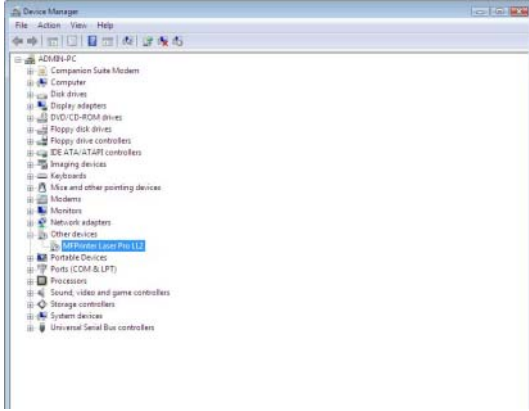 Device Manager
File Action View Help
ADMIN-PC
Companion Suite Modem
Computer
Disk drives
Display adapters
DVD/CD-ROM drives
Floppy disk drives
Floppy drive controllers
IDE ATA/ATAPI controllers
Imaging devices
Keyboards
Mice and other pointing devices
Modems
Monitors
Network adapters
Other devices
MFPrinter Laser Pro LL2
Portable Devices
Ports (COM & LPT)
Processors
Sound, video and game controllers
Storage controllers
System devices
Universal Serial Bus controllers